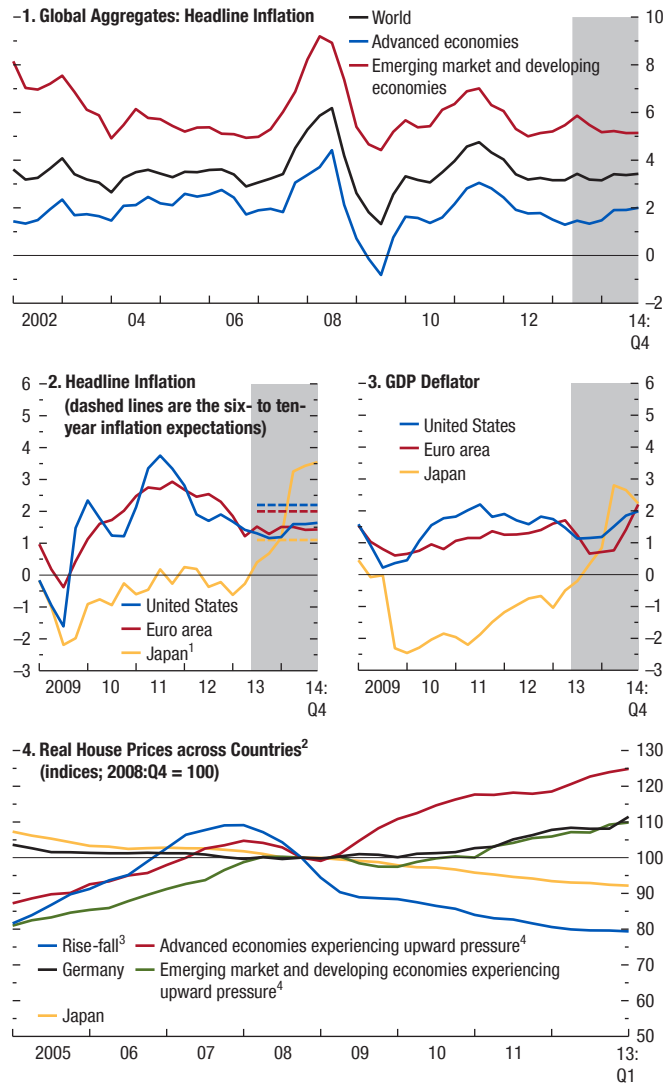 1. Global Aggregates: Headline Inflation
World
Advanced economies
Emerging market and developing
economies
10
8
6
4
2
0
–2
2002 04 06 08 10 12 14:
Q4
2. Headline Inflation
(dashed lines are the six- to ten-
year inflation expectations)
6
5
4
3
2
1
0
–1
–2
–3
United States
Euro area
Japan1
2009 10 11 12 13 14:
Q4
3. GDP Deflator
United States
Euro area
Japan
6
5
4
3
2
1
0
–1
–2
–3
2009 10 11 12 13 14:
Q4
4. Real House Prices across Countries2
(indices; 2008:Q4 = 100)
130
120
110
100
90
80
70
60
50
Rise-fall3
Advanced economies experiencing upward pressure4
Germany
Emerging market and developing economies experiencing
upward pressure4
Japan
2005 06 07 08 09 10 11 13:
Q1